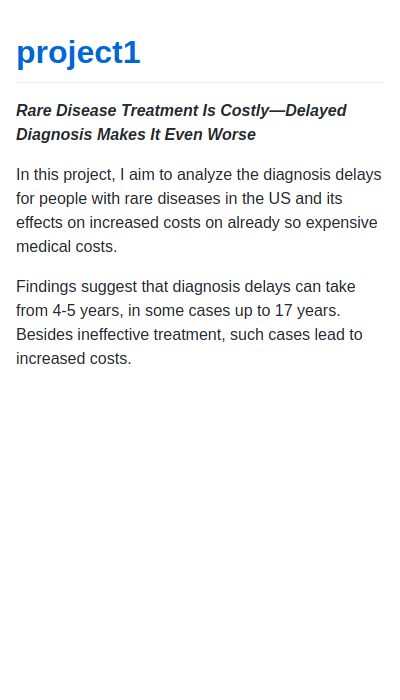 project1
Rare Disease Treatment Is Costly—Delayed
Diagnosis Makes It Even Worse
In this project, I aim to analyze the diagnosis delays
for people with rare diseases in the US and its
effects on increased costs on already so expensive
medical costs.
Findings suggest that diagnosis delays can take
from 4-5 years, in some cases up to 17 years.
Besides ineffective treatment, such cases lead to
increased costs.